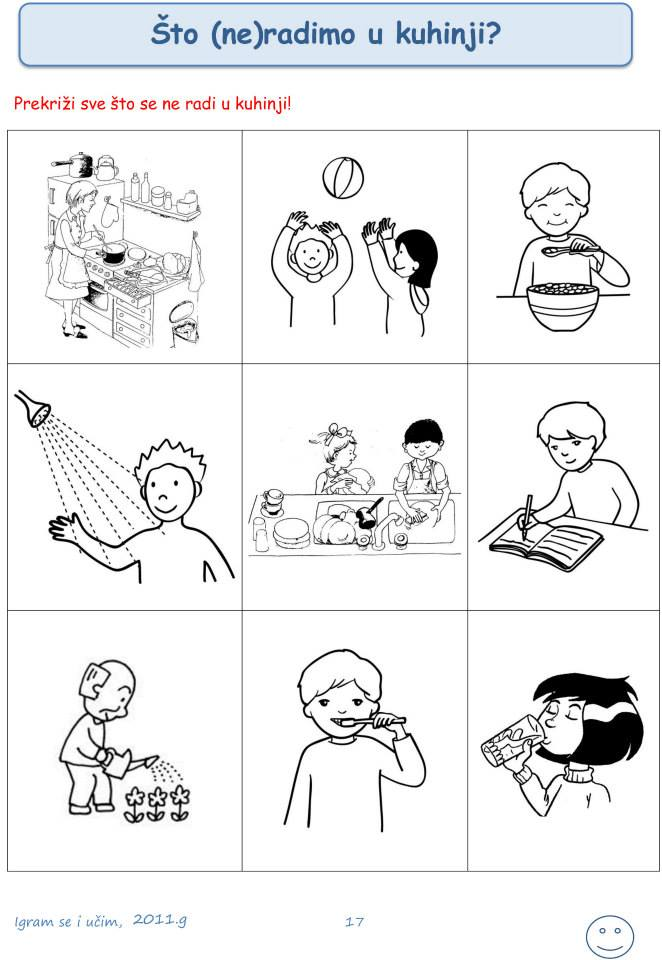 Što (ne)radimo u kuhinji?
Prekriži sve što se ne radi u kuhinji!
Igram se i učim, 2011.g 17